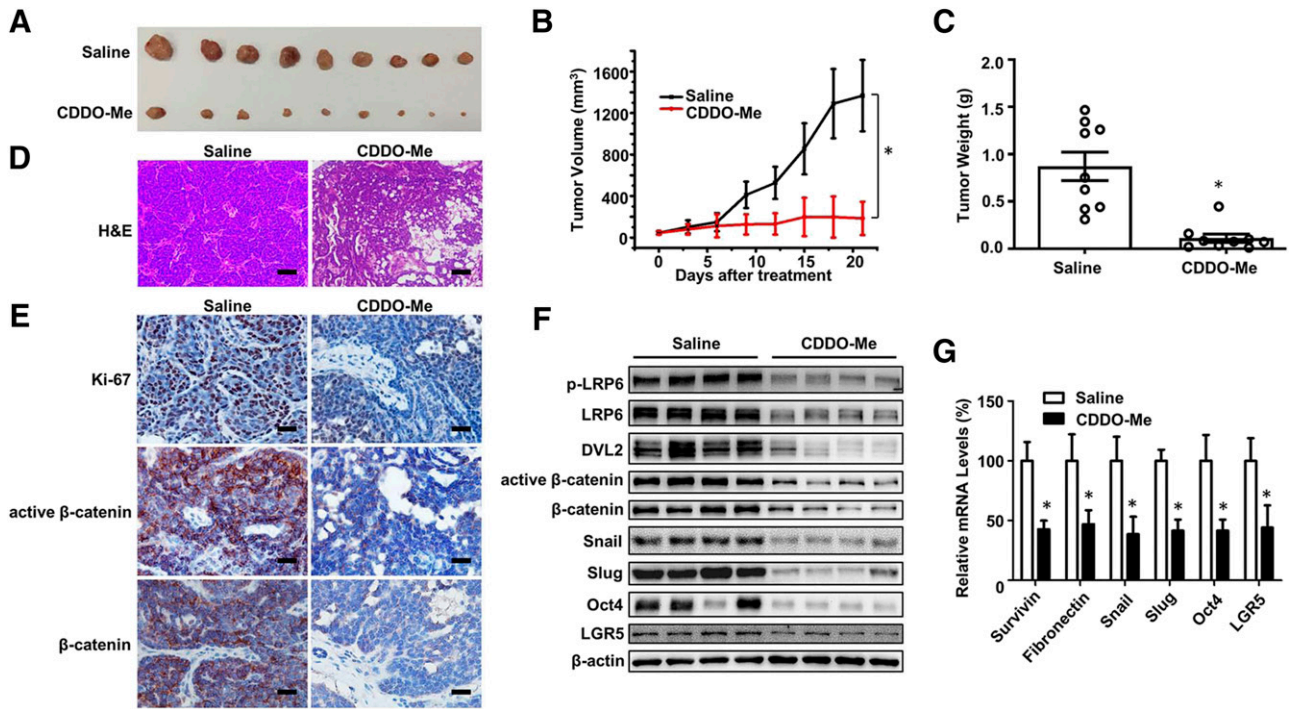 A
Saline
CDDO-Me
B
Tumor Volume (mm³)
1600
1200
800
400
0
Saline
CDDO-Me
*
0 5 10 15 20
Days after treatment
C
Tumor Weight (g)
2.0
1.5
1.0
0.5
0.0
*
Saline CDDO-Me
D
Saline CDDO-Me
H&E
E
Saline CDDO-Me
Ki-67
active β-catenin
β-catenin
F
Saline CDDO-Me
p-LRP6
LRP6
DVL2
active β-catenin
β-catenin
Snail
Slug
Oct4
LGR5
β-actin
G
Relative mRNA Levels (%)
150
100
50
0
Saline
CDDO-Me
* * * * * *
Survivin
Fibronectin
Snail
Slug
Oct4
LGR5